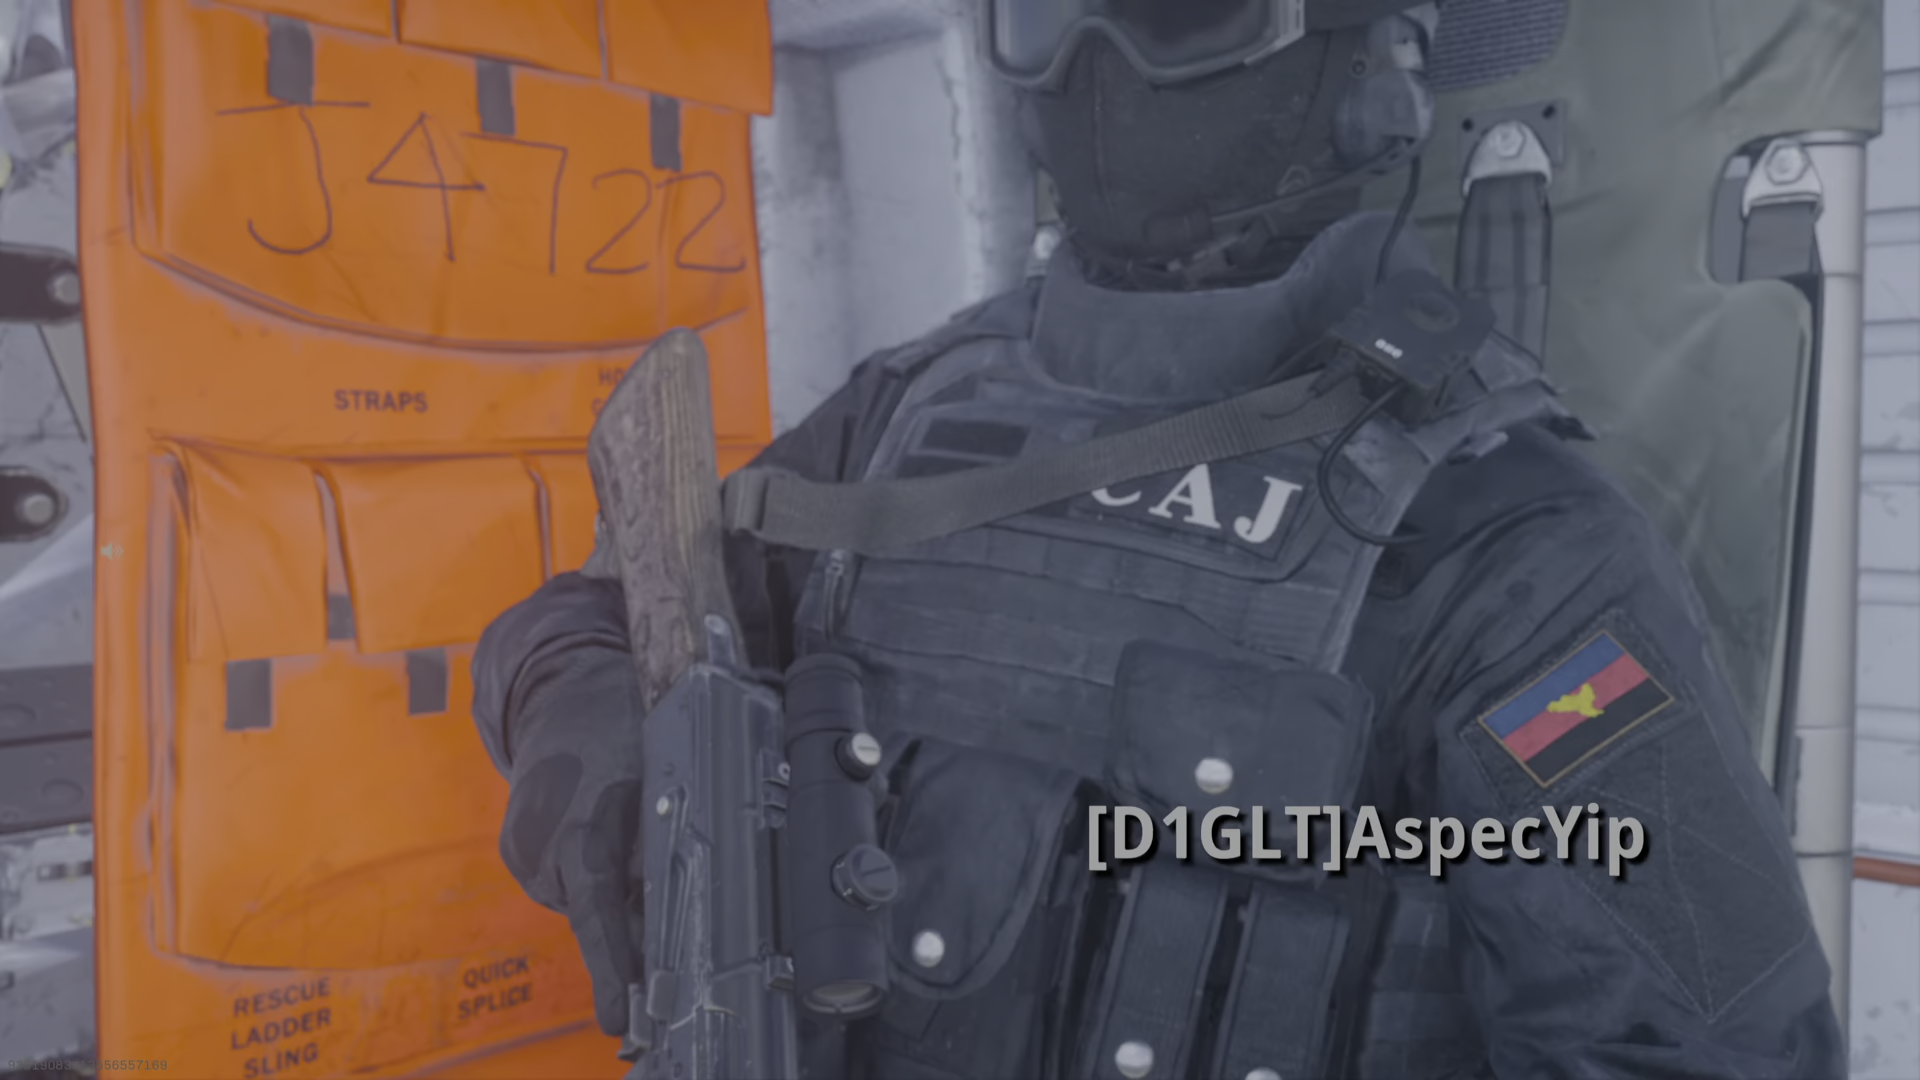 J4722
STRAPS
CAJ
[D1GLT]AspecYip
RESCUE
LADDER
SLING
QUICK
SPLICE